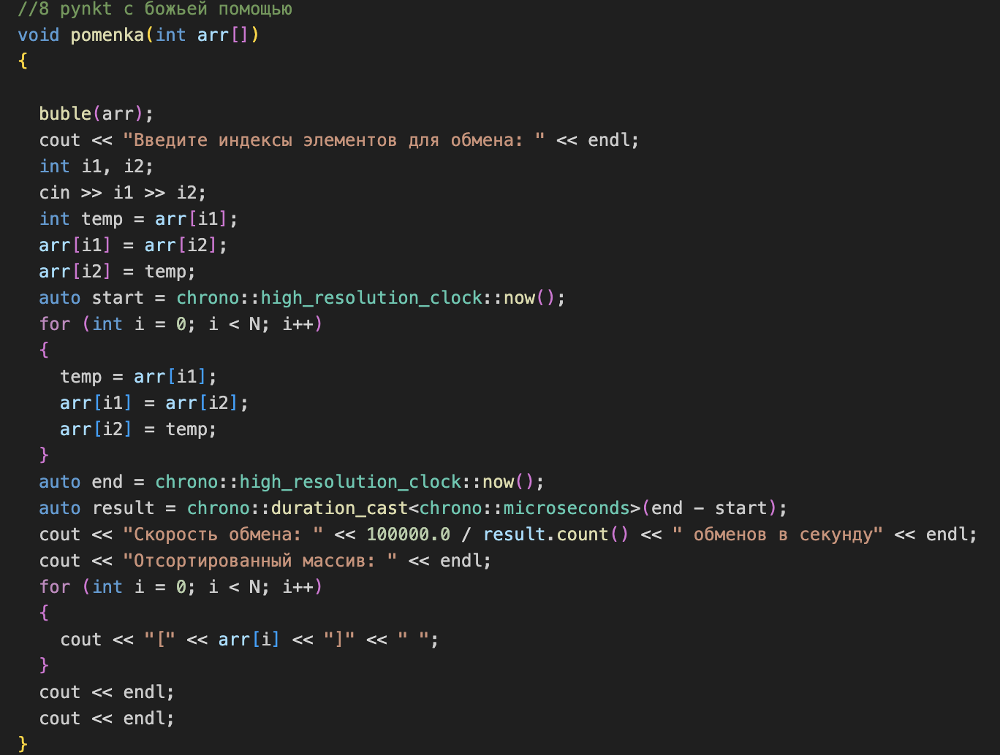 //8 pynkt с божьей помощью
void pomenka(int arr[])
{
buble(arr);
cout << "Введите индексы элементов для обмена: " << endl;
int i1, i2;
cin >> i1 >> i2;
int temp = arr[i1];
arr[i1] = arr[i2];
arr[i2] = temp;
auto start = chrono::high_resolution_clock::now();
for (int i = 0; i < N; i++)
{
temp = arr[i1];
arr[i1] = arr[i2];
arr[i2] = temp;
}
auto end = chrono::high_resolution_clock::now();
auto result = chrono::duration_cast<chrono::microseconds>(end - start);
cout << "Скорость обмена: " << 100000.0 / result.count() << " обменов в секунду" << endl;
cout << "Отсортированный массив: " << endl;
for (int i = 0; i < N; i++)
{
cout << "[" << arr[i] << "]" << " ";
}
cout << endl;
cout << endl;
}